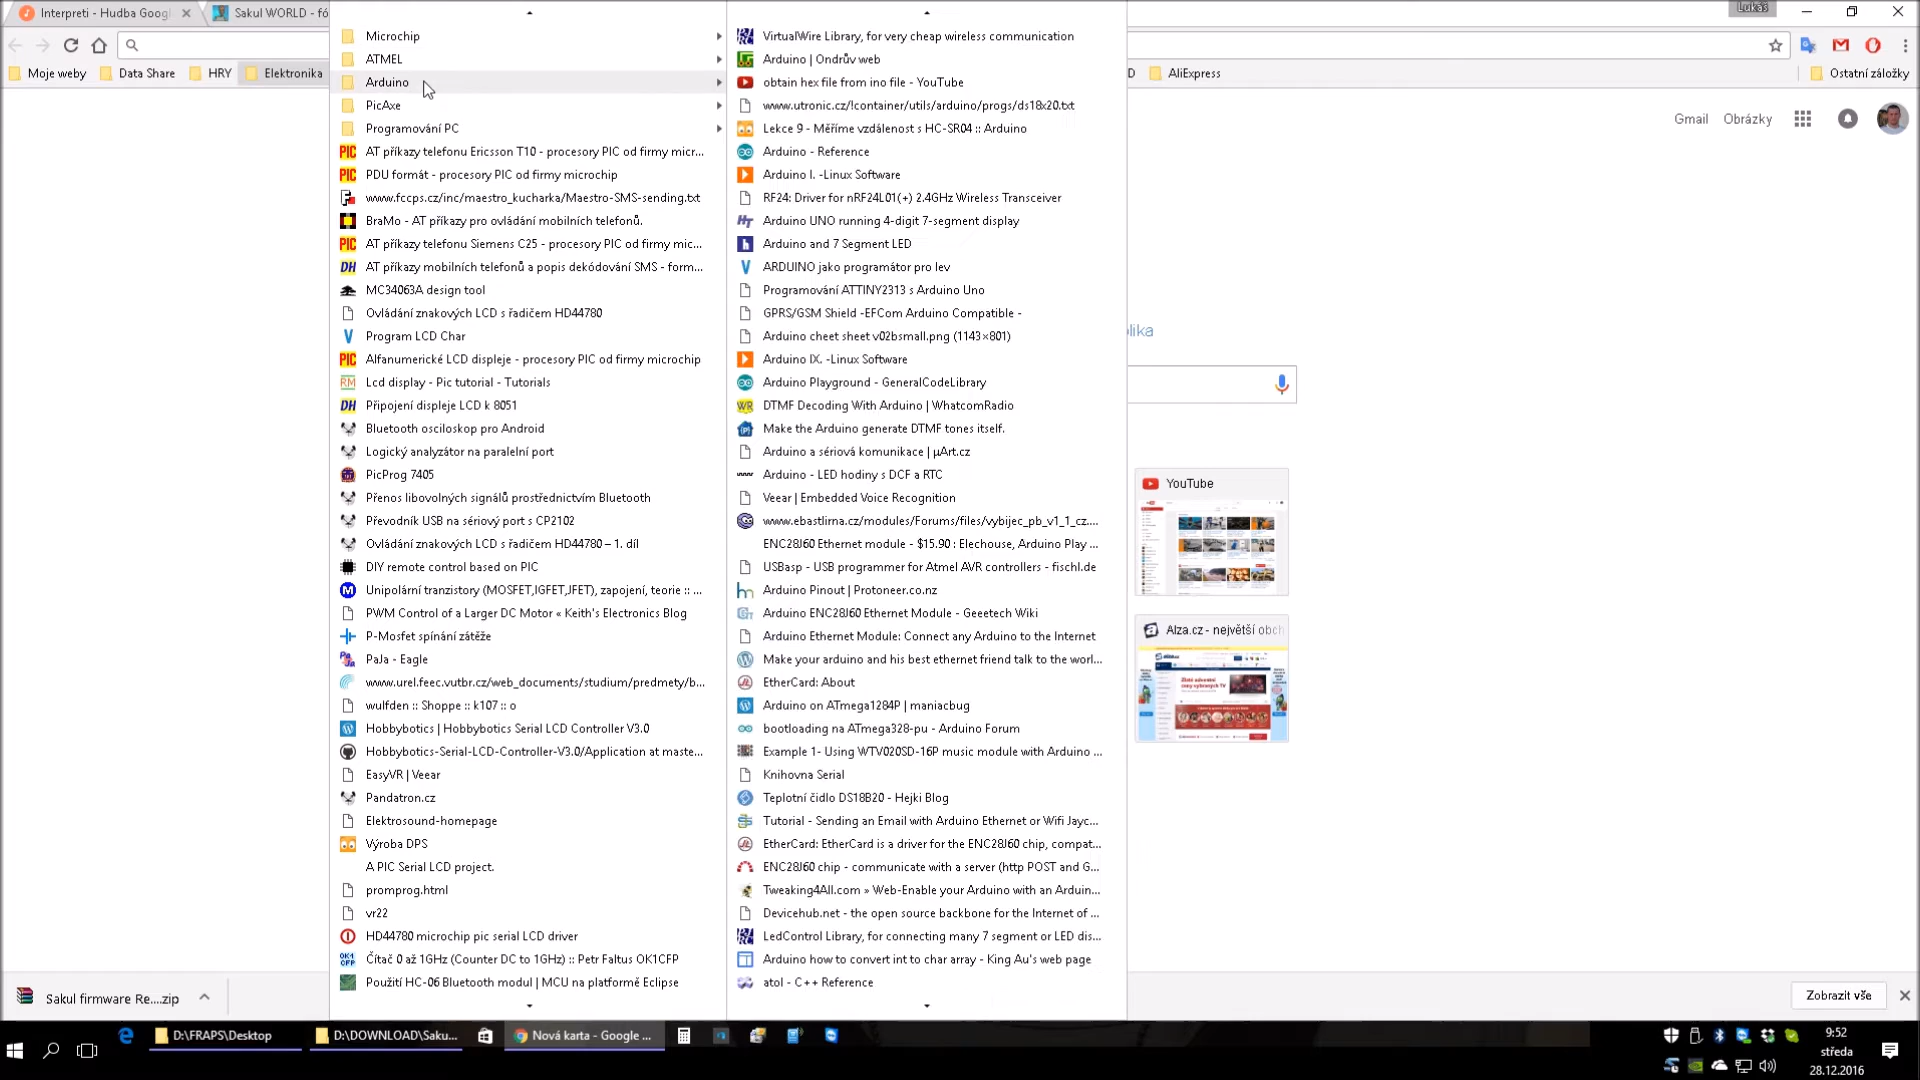 Interpreti - Hudba Googl
Sakul WORLD - fó
Lukáš
Moje weby
Data Share
HRY
Elektronika
D
AliExpress
Ostatní záložky
Microchip
ATMEL
Arduino
PicAxe
Programování PC
AT příkazy telefonu Ericsson T10 - procesory PIC od firmy micr...
PDU formát - procesory PIC od firmy microchip
www.fccps.cz/inc/maestro_kucharka/Maestro-SMS-sending.txt
BraMo - AT příkazy pro ovládání mobilních telefonů.
AT příkazy telefonu Siemens C25 - procesory PIC od firmy mic...
AT příkazy mobilních telefonů a popis dekódování SMS - form...
MC34063A design tool
Ovládání znakových LCD s řadičem HD44780
Program LCD Char
Alfanumerické LCD displeje - procesory PIC od firmy microchip
Lcd display - Pic tutorial - Tutorials
Připojení displeje LCD k 8051
Bluetooth osciloskop pro Android
Logický analyzátor na paralelní port
PicProg 7405
Přenos libovolných signálů prostřednictvím Bluetooth
Převodník USB na sériový port s CP2102
Ovládání znakových LCD s řadičem HD44780 – 1. díl
DIY remote control based on PIC
Unipolární tranzistory (MOSFET,IGFET,JFET), zapojení, teorie :: ...
PWM Control of a Larger DC Motor « Keith's Electronics Blog
P-Mosfet spínání zátěže
PaJa - Eagle
www.urel.feec.vutbr.cz/web_documents/studium/predmety/b...
wulfden :: Shoppe :: k107 :: o
Hobbybotics | Hobbybotics Serial LCD Controller V3.0
Hobbybotics-Serial-LCD-Controller-V3.0/Application at maste...
EasyVR | Veear
Pandatron.cz
Elektrosound-homepage
Výroba DPS
A PIC Serial LCD project.
promprog.html
vr22
HD44780 microchip pic serial LCD driver
Čítač 0 až 1GHz (Counter DC to 1GHz) :: Petr Faltus OK1CFP
Použití HC-06 Bluetooth modul | MCU na platformě Eclipse
VirtualWire Library, for very cheap wireless communication
Arduino | Ondrův web
obtain hex file from ino file - YouTube
www.utronic.cz/!container/utils/arduino/progs/ds18x20.txt
Lekce 9 - Měříme vzdálenost s HC-SR04 :: Arduino
Arduino - Reference
Arduino I. -Linux Software
RF24: Driver for nRF24L01(+) 2.4GHz Wireless Transceiver
Arduino UNO running 4-digit 7-segment display
Arduino and 7 Segment LED
ARDUINO jako programátor pro lev
Programování ATTINY2313 s Arduino Uno
GPRS/GSM Shield -EFCom Arduino Compatible -
Arduino cheet sheet v02bsmall.png (1143×801)
Arduino IX. -Linux Software
Arduino Playground - GeneralCodeLibrary
DTMF Decoding With Arduino | WhatcomRadio
Make the Arduino generate DTMF tones itself.
Arduino a sériová komunikace | µArt.cz
Arduino - LED hodiny s DCF a RTC
Veear | Embedded Voice Recognition
www.ebastlirna.cz/modules/Forums/files/vybijec_pb_v1_1_cz....
ENC28J60 Ethernet module - $15.90 : Elechouse, Arduino Play ...
USBasp - USB programmer for Atmel AVR controllers - fischl.de
Arduino Pinout | Protoneer.co.nz
Arduino ENC28J60 Ethernet Module - Geeetech Wiki
Arduino Ethernet Module: Connect any Arduino to the Internet
Make your arduino and his best ethernet friend talk to the worl...
EtherCard: About
Arduino on ATmega1284P | maniacbug
bootloading na ATmega328-pu - Arduino Forum
Example 1- Using WTV020SD-16P music module with Arduino ...
Knihovna Serial
Teplotní čidlo DS18B20 - Hejki Blog
Tutorial - Sending an Email with Arduino Ethernet or Wifi Jayc...
EtherCard: EtherCard is a driver for the ENC28J60 chip, compat...
ENC28J60 chip - communicate with a server (http POST and G...
Tweaking4All.com » Web-Enable your Arduino with an Arduin...
Devicehub.net - the open source backbone for the Internet of ...
LedControl Library, for connecting many 7 segment or LED dis...
Arduino how to convert int to char array - King Au's web page
atol - C++ Reference
Gmail
Obrázky
lika
YouTube
Alza.cz - největší obch
Sakul firmware Re....zip
Zobrazit vše
D:\FRAPS\Desktop
D:\DOWNLOAD\Saku...
Nová karta - Google ...
9:52
středa
28.12.2016